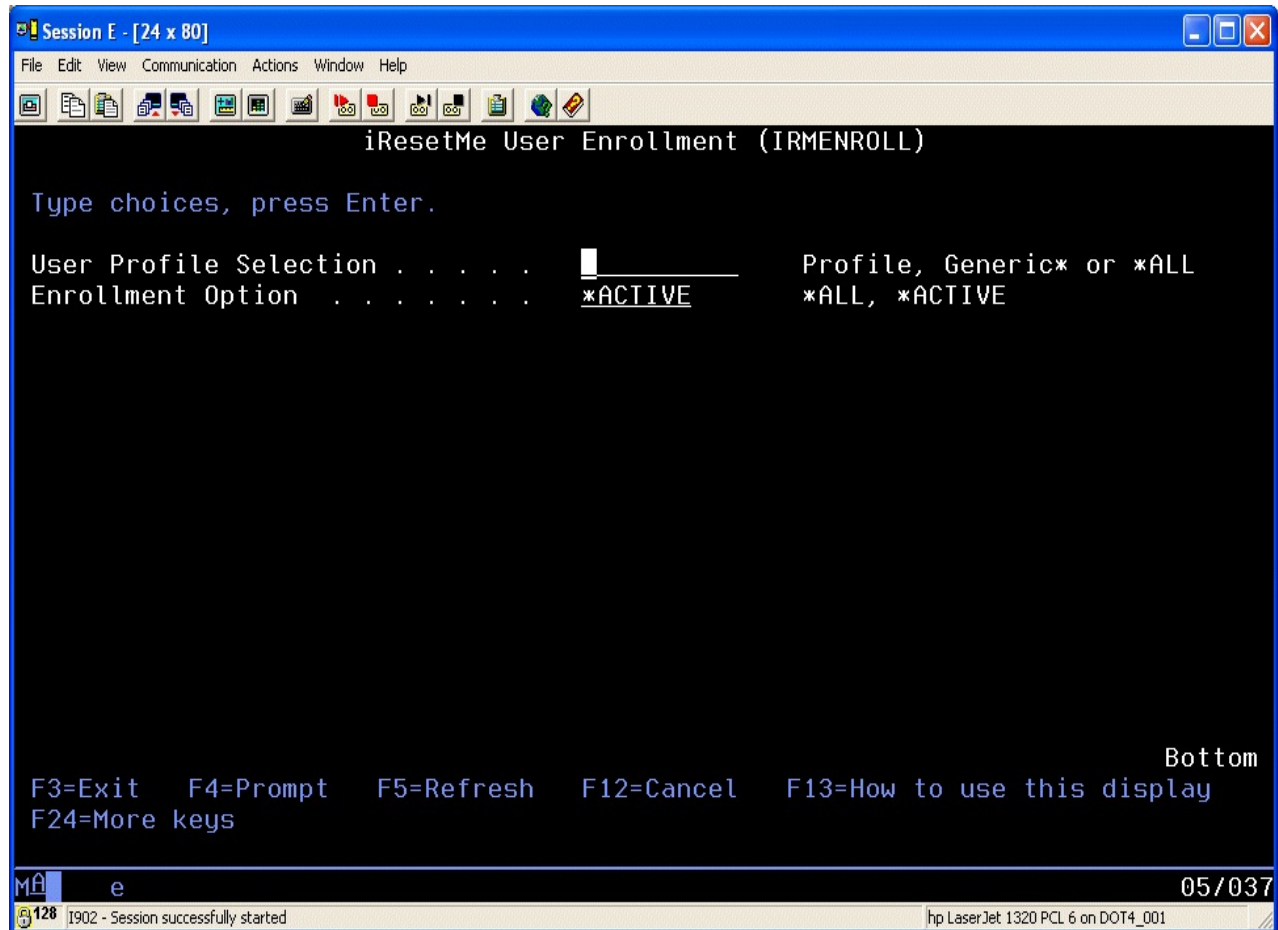 Session E - [24 x 80]
File Edit View Communication Actions Window Help
iResetMe User Enrollment (IRMENROLL)
Type choices, press Enter.
User Profile Selection . . . . . Profile, Generic* or *ALL
Enrollment Option . . . . . . . *ACTIVE *ALL, *ACTIVE
Bottom
F3=Exit F4=Prompt F5=Refresh F12=Cancel F13=How to use this display
F24=More keys
MA e 05/037
128 I902 - Session successfully started hp LaserJet 1320 PCL 6 on DOT4_001